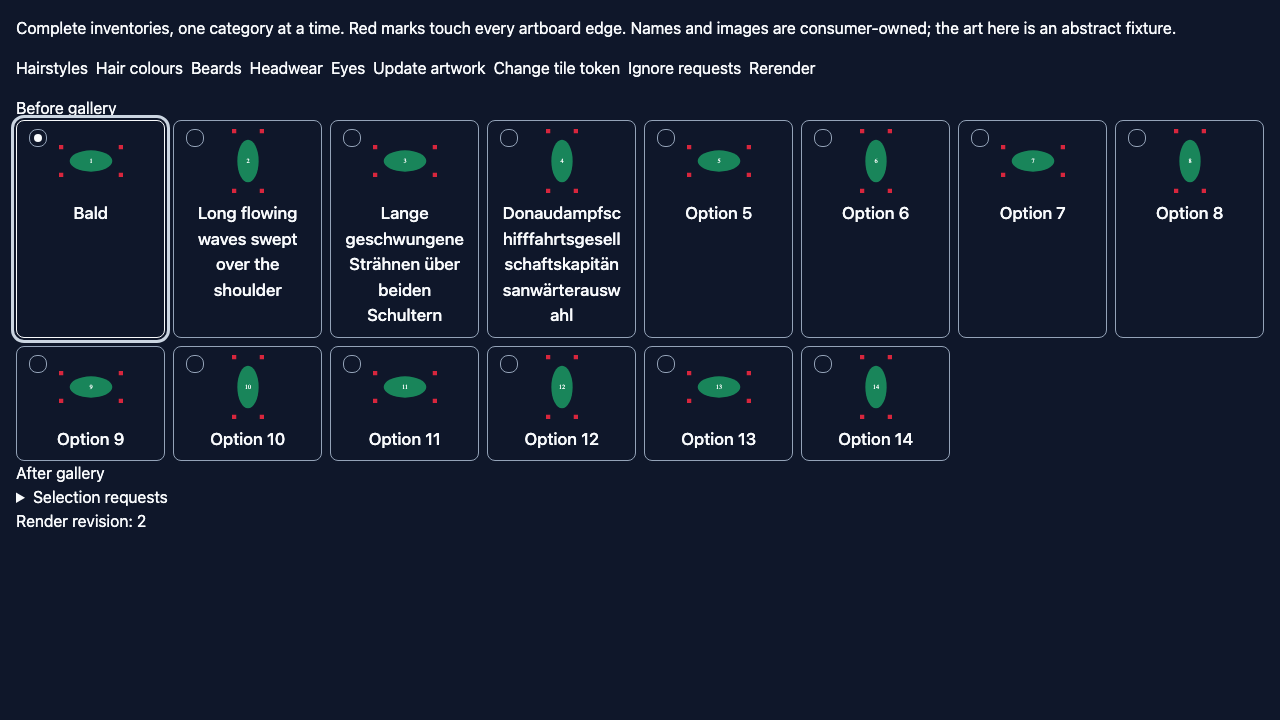 Complete inventories, one category at a time. Red marks touch every artboard edge. Names and images are consumer-owned; the art here is an abstract fixture.
Hairstyles Hair colours Beards Headwear Eyes Update artwork Change tile token Ignore requests Rerender
Before gallery
1
Bald
2
Long flowing
waves swept
over the
shoulder
3
Lange
geschwungene
Strähnen über
beiden
Schultern
4
Donaudampfsc
hifffahrtsgesell
schaftskapitän
sanwärterausw
ahl
5
Option 5
6
Option 6
7
Option 7
8
Option 8
9
Option 9
10
Option 10
11
Option 11
12
Option 12
13
Option 13
14
Option 14
After gallery
Selection requests
Render revision: 2